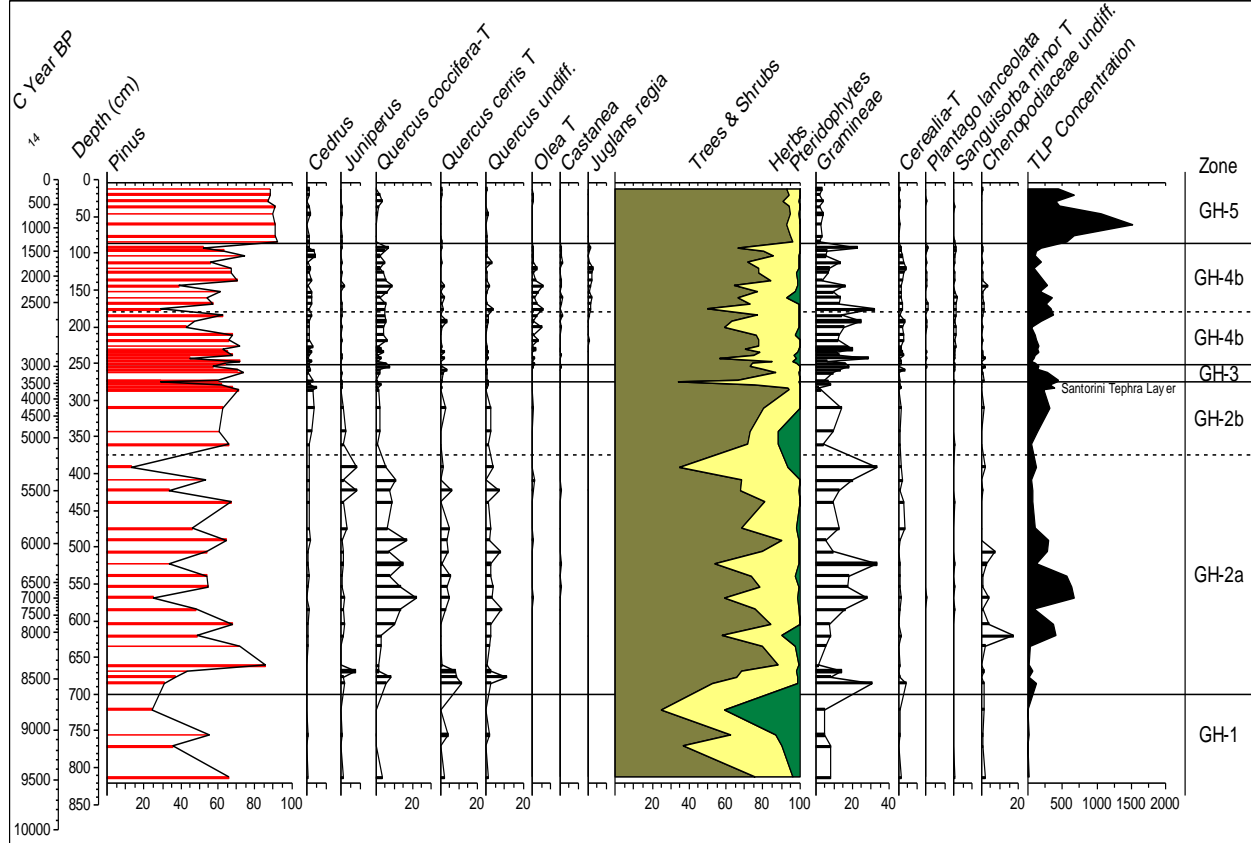 14
C Year BP
Depth (cm)
Pinus
Cedrus
Juniperus
Quercus coccifera-T
Quercus cerris T
Quercus undiff.
Olea T
Castanea
Juglans regia
Trees & Shrubs
Herbs
Pteridophytes
Gramineae
Cerealia-T
Plantago lanceolata
Sanguisorba minor T
Chenopodiaceae undiff.
TLP Concentration
Zone
0
500
1000
1500
2000
2500
3000
3500
4000
4500
5000
5500
6000
6500
7000
7500
8000
8500
9000
9500
10000
0
50
100
150
200
250
300
350
400
450
500
550
600
650
700
750
800
850
GH-5
GH-4b
GH-4b
GH-3
Santorini Tephra Layer
GH-2b
GH-2a
GH-1
20 40 60 80 100
20
20
20
20 40 60 80 100
20 40
20
500 1000 1500 2000